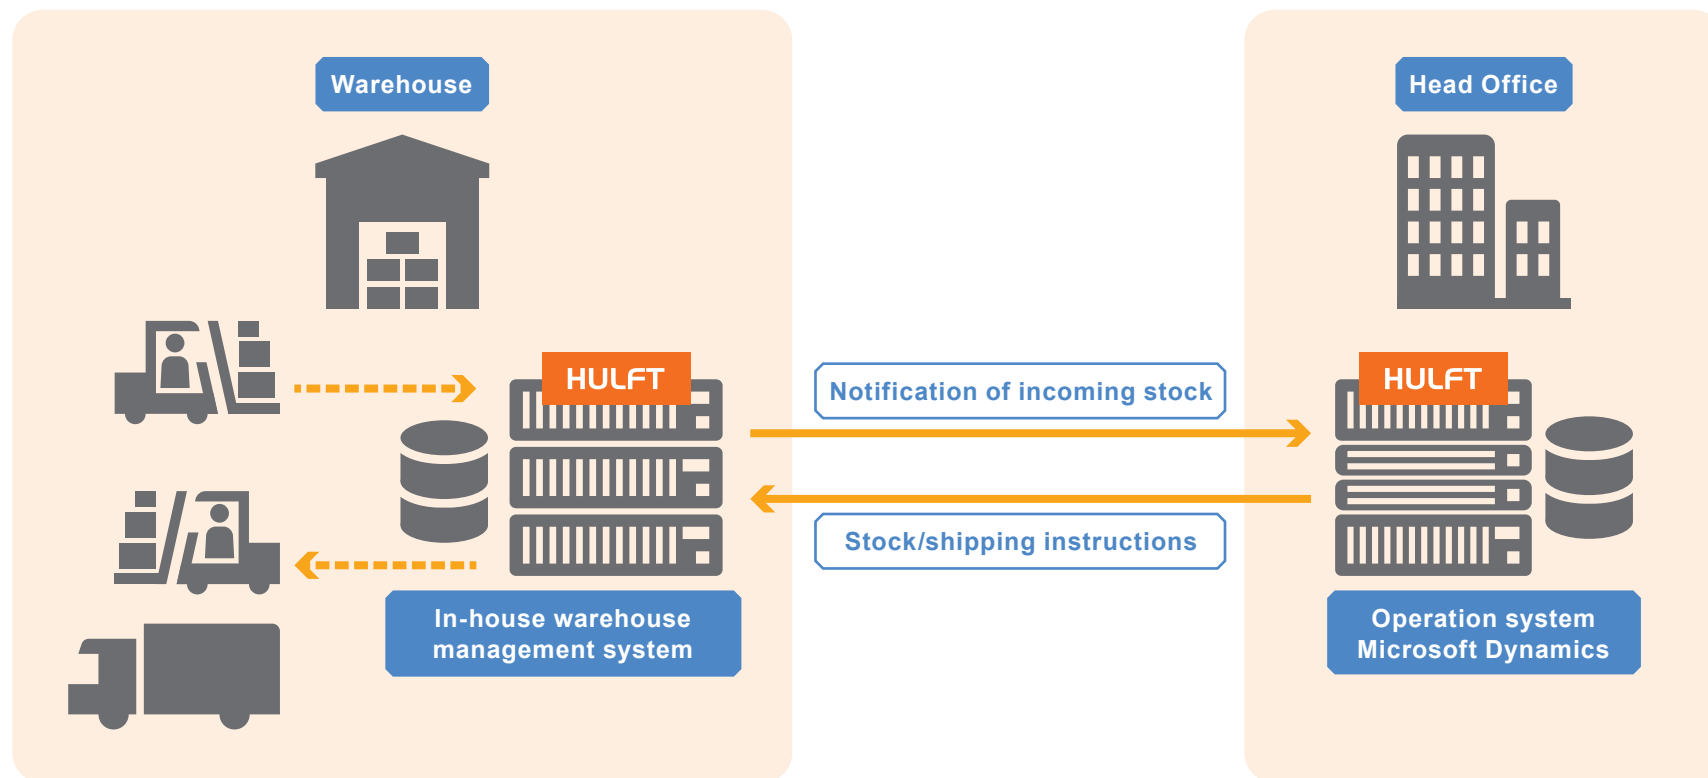 Warehouse
Head Office
HULFT
HULFT
Notification of incoming stock
Stock/shipping instructions
In-house warehouse
management system
Operation system
Microsoft Dynamics